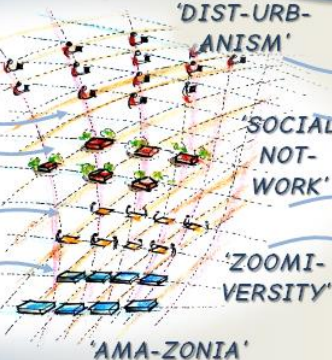 'DIST-URB-
ANISM'
'SOCIAL
NOT-
WORK'
'ZOOMI-
VERSITY'
'AMA-ZONIA'